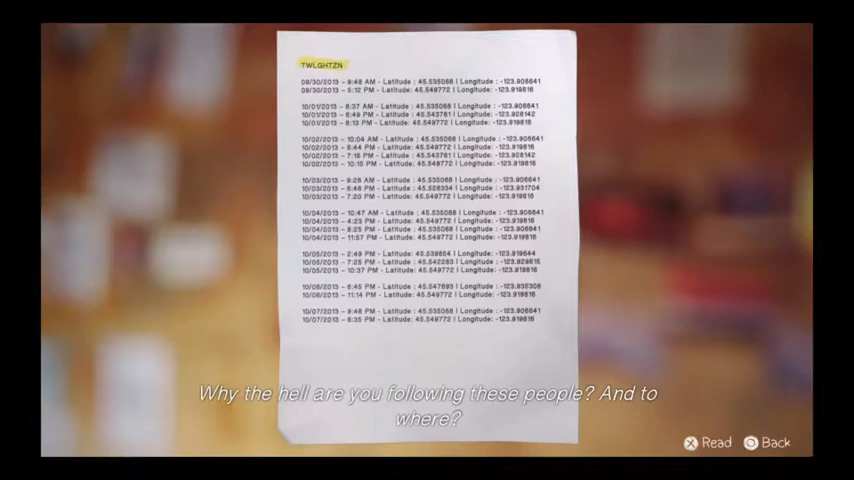 TWLGHTZN
09/30/2013 - 9:48 AM - Latitude : 45.535068 | Longitude : -123.906641
09/30/2013 - 5:12 PM - Latitude: 45.549772 | Longitude: -123.919816
10/01/2013 - 8:37 AM - Latitude : 45.535068 | Longitude : -123.906641
10/01/2013 - 6:49 PM - Latitude : 45.543761 | Longitude : -123.928142
10/01/2013 - 8:13 PM - Latitude: 45.549772 | Longitude: -123.919816
10/02/2013 - 10:04 AM - Latitude : 45.535068 | Longitude : -123.906641
10/02/2013 - 6:44 PM - Latitude: 45.549772 | Longitude: -123.919816
10/02/2013 - 7:16 PM - Latitude : 45.543761 | Longitude : -123.928142
10/02/2013 - 10:15 PM - Latitude: 45.549772 | Longitude: -123.919816
10/03/2013 - 9:26 AM - Latitude : 45.535068 | Longitude : -123.906641
10/03/2013 - 6:46 PM - Latitude : 45.528334 | Longitude : -123.931704
10/03/2013 - 7:20 PM - Latitude: 45.549772 | Longitude: -123.919816
10/04/2013 - 10:47 AM - Latitude : 45.535068 | Longitude : -123.906641
10/04/2013 - 4:23 PM - Latitude: 45.549772 | Longitude: -123.919816
10/04/2013 - 8:25 PM - Latitude : 45.535068 | Longitude : -123.906641
10/04/2013 - 11:57 PM - Latitude: 45.549772 | Longitude: -123.919816
10/05/2013 - 2:49 PM - Latitude : 45.539854 | Longitude : -123.919544
10/05/2013 - 7:25 PM - Latitude : 45.542283 | Longitude : -123.929815
10/05/2013 - 10:37 PM - Latitude: 45.549772 | Longitude: -123.919816
10/06/2013 - 8:45 PM - Latitude : 45.547693 | Longitude : -123.935308
10/06/2013 - 11:14 PM - Latitude: 45.549772 | Longitude: -123.919816
10/07/2013 - 9:46 PM - Latitude : 45.535068 | Longitude : -123.906641
10/07/2013 - 6:35 PM - Latitude: 45.549772 | Longitude: -123.919816
Why the hell are you following these people? And to
where?
Read Back